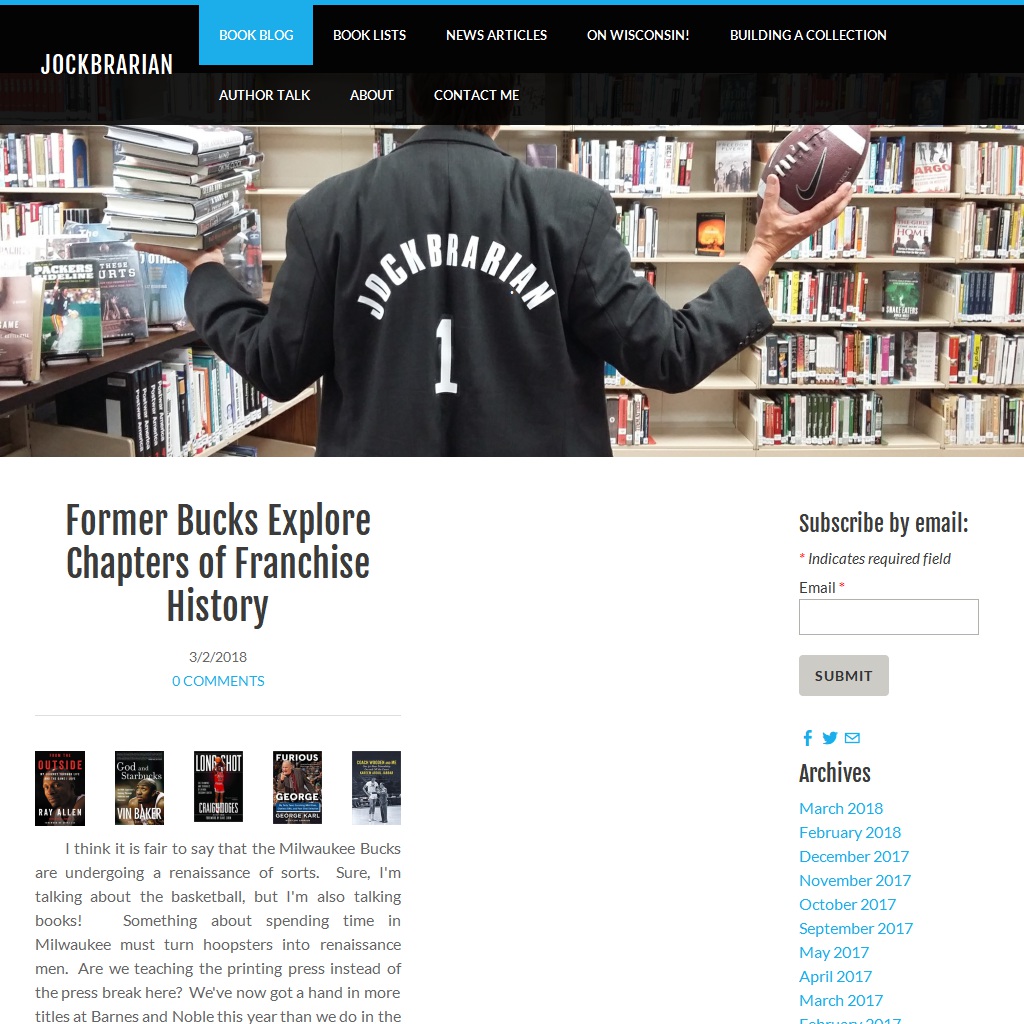 JOCKBRARIAN
BOOK BLOG
BOOK LISTS
NEWS ARTICLES
ON WISCONSIN!
BUILDING A COLLECTION
AUTHOR TALK
ABOUT
CONTACT ME
PACKERS
THESE
JOCKBRARIAN
1
Former Bucks Explore
Chapters of Franchise
History
3/2/2018
0 COMMENTS
OUTSIDE
RAY ALLEN
God and
Starbucks
VIN BAKER
LONG SHOT
CRAIG HODGES
FURIOUS
GEORGE
GEORGE KARL
COACH WOODEN AND ME
I think it is fair to say that the Milwaukee Bucks
are undergoing a renaissance of sorts. Sure, I'm
talking about the basketball, but I'm also talking
books! Something about spending time in
Milwaukee must turn hoopsters into renaissance
men. Are we teaching the printing press instead of
the press break here? We've now got a hand in more
titles at Barnes and Noble this year than we do in the
Subscribe by email:
* Indicates required field
Email *
SUBMIT
Archives
March 2018
February 2018
December 2017
November 2017
October 2017
September 2017
May 2017
April 2017
March 2017
February 2017